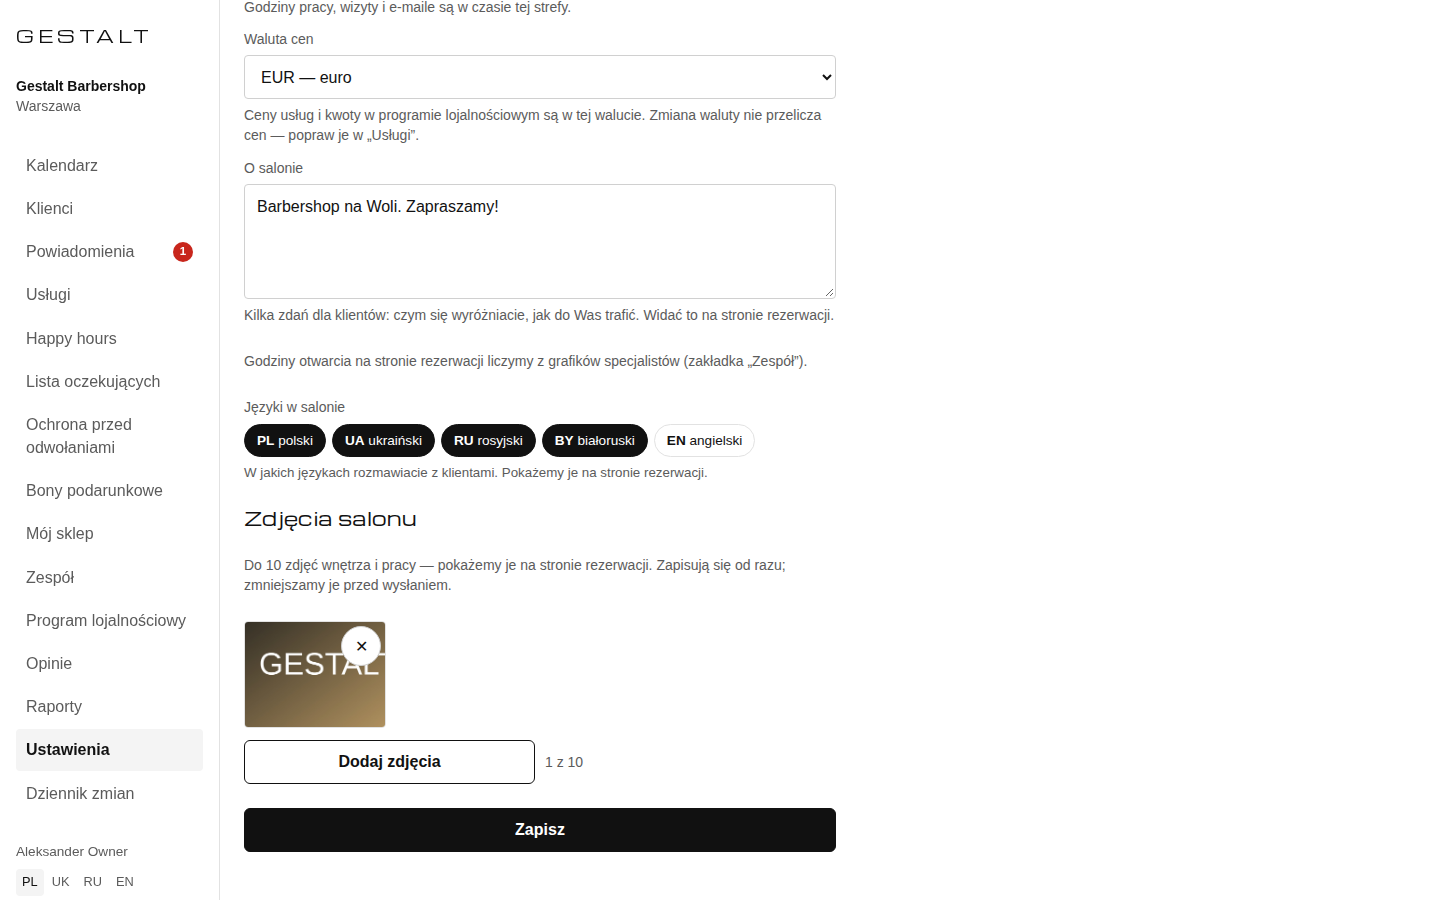 GESTALT
Gestalt Barbershop
Warszawa
Kalendarz
Klienci
Powiadomienia
1
Usługi
Happy hours
Lista oczekujących
Ochrona przed
odwołaniami
Bony podarunkowe
Mój sklep
Zespół
Program lojalnościowy
Opinie
Raporty
Ustawienia
Dziennik zmian
Aleksander Owner
PL UK RU EN
Godziny pracy, wizyty i e-maile są w czasie tej strefy.
Waluta cen
EUR — euro
Ceny usług i kwoty w programie lojalnościowym są w tej walucie. Zmiana waluty nie przelicza
cen — popraw je w „Usługi”.
O salonie
Barbershop na Woli. Zapraszamy!
Kilka zdań dla klientów: czym się wyróżniacie, jak do Was trafić. Widać to na stronie rezerwacji.
Godziny otwarcia na stronie rezerwacji liczymy z grafików specjalistów (zakładka „Zespół”).
Języki w salonie
PL polski UA ukraiński RU rosyjski BY białoruski EN angielski
W jakich językach rozmawiacie z klientami. Pokażemy je na stronie rezerwacji.
Zdjęcia salonu
Do 10 zdjęć wnętrza i pracy — pokażemy je na stronie rezerwacji. Zapisują się od razu;
zmniejszamy je przed wysłaniem.
✕
GESTALT
Dodaj zdjęcia
1 z 10
Zapisz